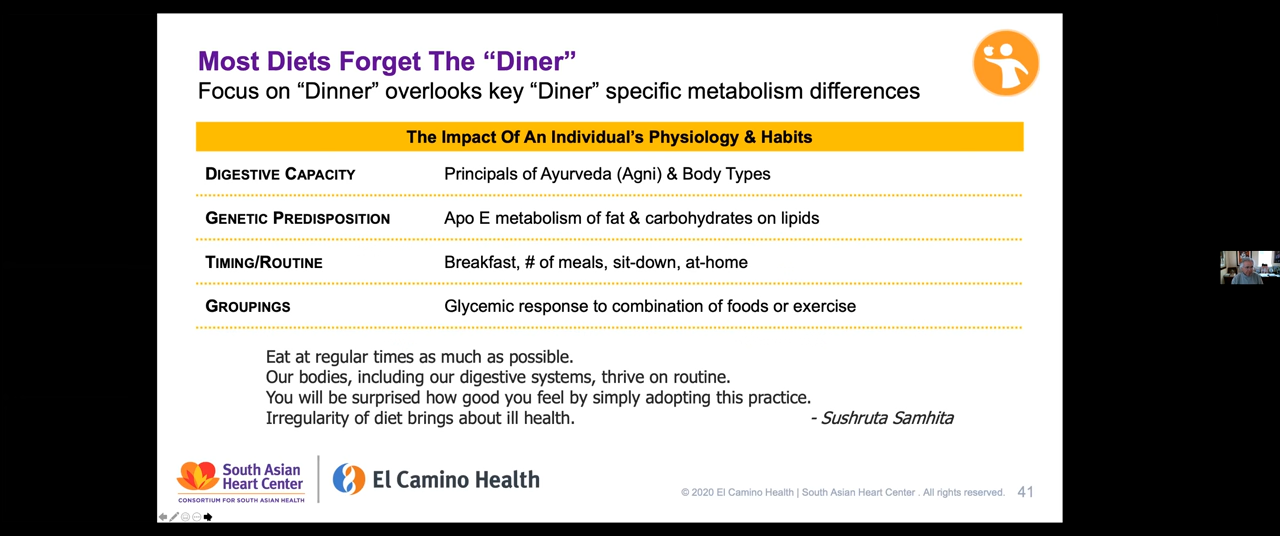 Most Diets Forget The “Diner”
Focus on “Dinner” overlooks key “Diner” specific metabolism differences
The Impact Of An Individual’s Physiology & Habits
DIGESTIVE CAPACITY Principals of Ayurveda (Agni) & Body Types
GENETIC PREDISPOSITION Apo E metabolism of fat & carbohydrates on lipids
TIMING/ROUTINE Breakfast, # of meals, sit-down, at-home
GROUPINGS Glycemic response to combination of foods or exercise
Eat at regular times as much as possible.
Our bodies, including our digestive systems, thrive on routine.
You will be surprised how good you feel by simply adopting this practice.
Irregularity of diet brings about ill health. - Sushruta Samhita
South Asian
Heart Center
CONSORTIUM FOR SOUTH ASIAN HEALTH
El Camino Health
© 2020 El Camino Health | South Asian Heart Center . All rights reserved. 41